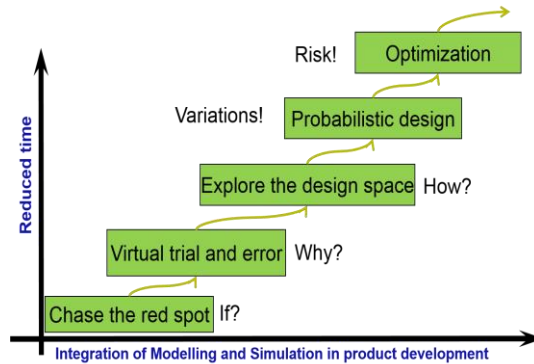 Risk!
Optimization
Variations!
Probabilistic design
Explore the design space
How?
Virtual trial and error
Why?
Chase the red spot
If?
Reduced time
Integration of Modelling and Simulation in product development